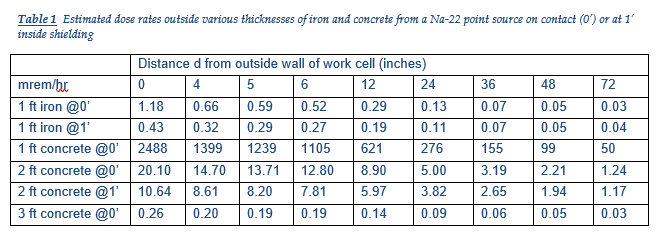 Table 1 Estimated dose rates outside various thicknesses of iron and concrete from a Na-22 point source on contact (0') or at 1'
inside shielding
Distance d from outside wall of work cell (inches)
mrem/hr 0 4 5 6 12 24 36 48 72
1 ft iron @0' 1.18 0.66 0.59 0.52 0.29 0.13 0.07 0.05 0.03
1 ft iron @1' 0.43 0.32 0.29 0.27 0.19 0.11 0.07 0.05 0.04
1 ft concrete @0' 2488 1399 1239 1105 621 276 155 99 50
2 ft concrete @0' 20.10 14.70 13.71 12.80 8.90 5.00 3.19 2.21 1.24
2 ft concrete @1' 10.64 8.61 8.20 7.81 5.97 3.82 2.65 1.94 1.17
3 ft concrete @0' 0.26 0.20 0.19 0.19 0.14 0.09 0.06 0.05 0.03